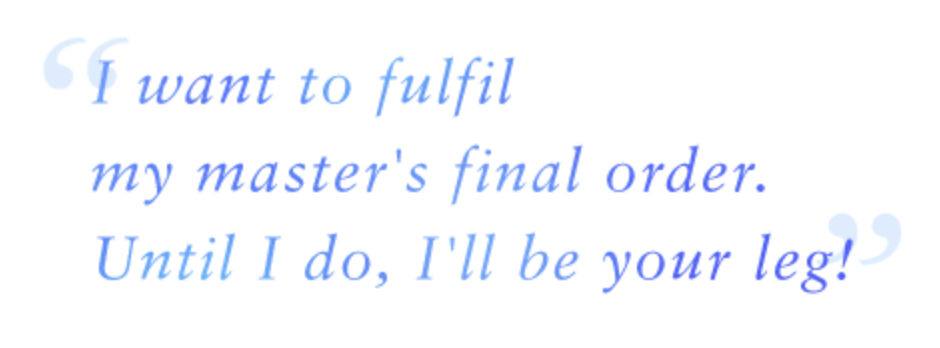 “I want to fulfil
my master's final order.
Until I do, I'll be your leg!”